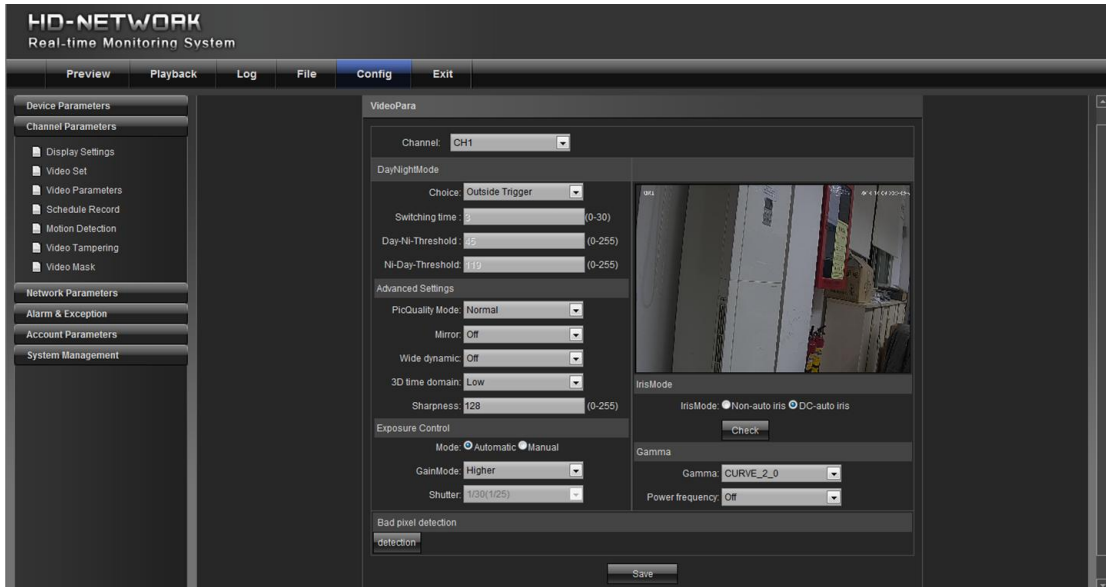 HD-NETWORK
Real-time Monitoring System
Preview Playback Log File Config Exit
Device Parameters
Channel Parameters
Display Settings
Video Set
Video Parameters
Schedule Record
Motion Detection
Video Tampering
Video Mask
Network Parameters
Alarm & Exception
Account Parameters
System Management
VideoPara
Channel: CH1
DayNightMode
Choice: Outside Trigger
Switching time : 3 (0-30)
Day-Ni-Threshold : 45 (0-255)
Ni-Day-Threshold: 119 (0-255)
Advanced Settings
PicQuality Mode: Normal
Mirror: Off
Wide dynamic: Off
3D time domain: Low
Sharpness: 128 (0-255)
Exposure Control
Mode: Automatic Manual
GainMode: Higher
Shutter: 1/30(1/25)
IrisMode
IrisMode: Non-auto iris DC-auto iris
Check
Gamma
Gamma: CURVE_2_0
Power frequency: Off
Bad pixel detection
detection
Save